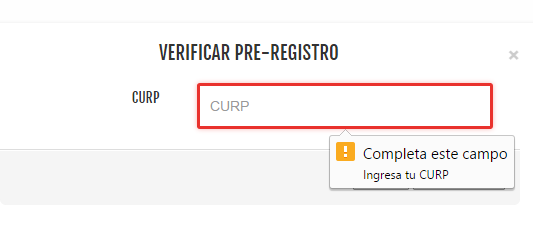 VERIFICAR PRE-REGISTRO
×
CURP
CURP
Completa este campo
Ingresa tu CURP